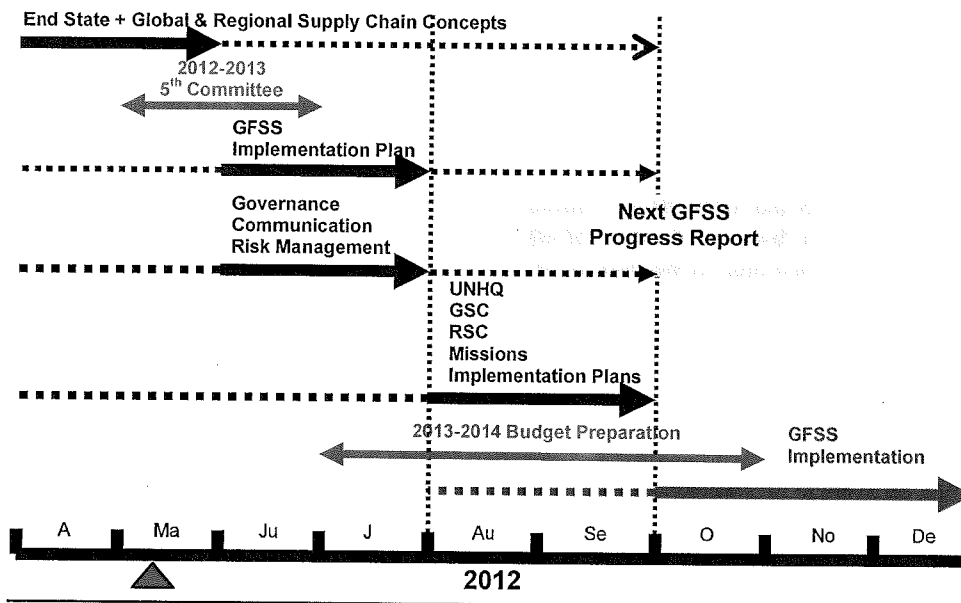 End State + Global & Regional Supply Chain Concepts
2012-2013
5th Committee
GFSS
Implementation Plan
Governance
Communication
Risk Management
Next GFSS
Progress Report
UNHQ
GSC
RSC
Missions
Implementation Plans
2013-2014 Budget Preparation
GFSS
Implementation
A Ma Ju J Au Se O No De
2012